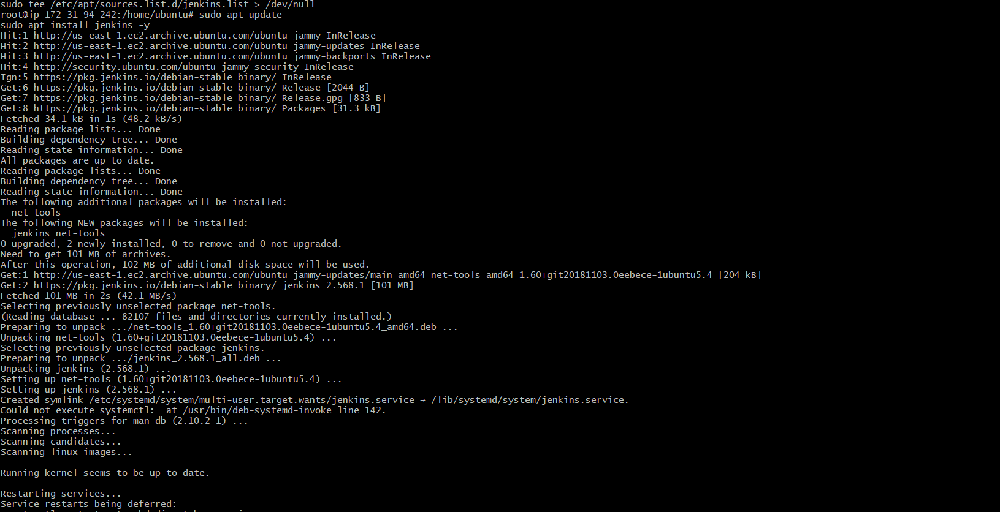 sudo tee /etc/apt/sources.list.d/jenkins.list > /dev/null
root@ip-172-31-94-242:/home/ubuntu# sudo apt update
sudo apt install jenkins -y
Hit:1 http://us-east-1.ec2.archive.ubuntu.com/ubuntu jammy InRelease
Hit:2 http://us-east-1.ec2.archive.ubuntu.com/ubuntu jammy-updates InRelease
Hit:3 http://us-east-1.ec2.archive.ubuntu.com/ubuntu jammy-backports InRelease
Hit:4 http://security.ubuntu.com/ubuntu jammy-security InRelease
Ign:5 https://pkg.jenkins.io/debian-stable binary/ InRelease
Get:6 https://pkg.jenkins.io/debian-stable binary/ Release [2044 B]
Get:7 https://pkg.jenkins.io/debian-stable binary/ Release.gpg [833 B]
Get:8 https://pkg.jenkins.io/debian-stable binary/ Packages [31.3 kB]
Fetched 34.1 kB in 1s (48.2 kB/s)
Reading package lists... Done
Building dependency tree... Done
Reading state information... Done
All packages are up to date.
Reading package lists... Done
Building dependency tree... Done
Reading state information... Done
The following additional packages will be installed:
  net-tools
The following NEW packages will be installed:
  jenkins net-tools
0 upgraded, 2 newly installed, 0 to remove and 0 not upgraded.
Need to get 101 MB of archives.
After this operation, 102 MB of additional disk space will be used.
Get:1 http://us-east-1.ec2.archive.ubuntu.com/ubuntu jammy-updates/main amd64 net-tools amd64 1.60+git20181103.0eebece-1ubuntu5.4 [204 kB]
Get:2 https://pkg.jenkins.io/debian-stable binary/ jenkins 2.568.1 [101 MB]
Fetched 101 MB in 2s (42.1 MB/s)
Selecting previously unselected package net-tools.
(Reading database ... 82107 files and directories currently installed.)
Preparing to unpack .../net-tools_1.60+git20181103.0eebece-1ubuntu5.4_amd64.deb ...
Unpacking net-tools (1.60+git20181103.0eebece-1ubuntu5.4) ...
Selecting previously unselected package jenkins.
Preparing to unpack .../jenkins_2.568.1_all.deb ...
Unpacking jenkins (2.568.1) ...
Setting up net-tools (1.60+git20181103.0eebece-1ubuntu5.4) ...
Setting up jenkins (2.568.1) ...
Created symlink /etc/systemd/system/multi-user.target.wants/jenkins.service → /lib/systemd/system/jenkins.service.
Could not execute systemctl:  at /usr/bin/deb-systemd-invoke line 142.
Processing triggers for man-db (2.10.2-1) ...
Scanning processes...
Scanning candidates...
Scanning linux images...
Running kernel seems to be up-to-date.
Restarting services...
Service restarts being deferred: